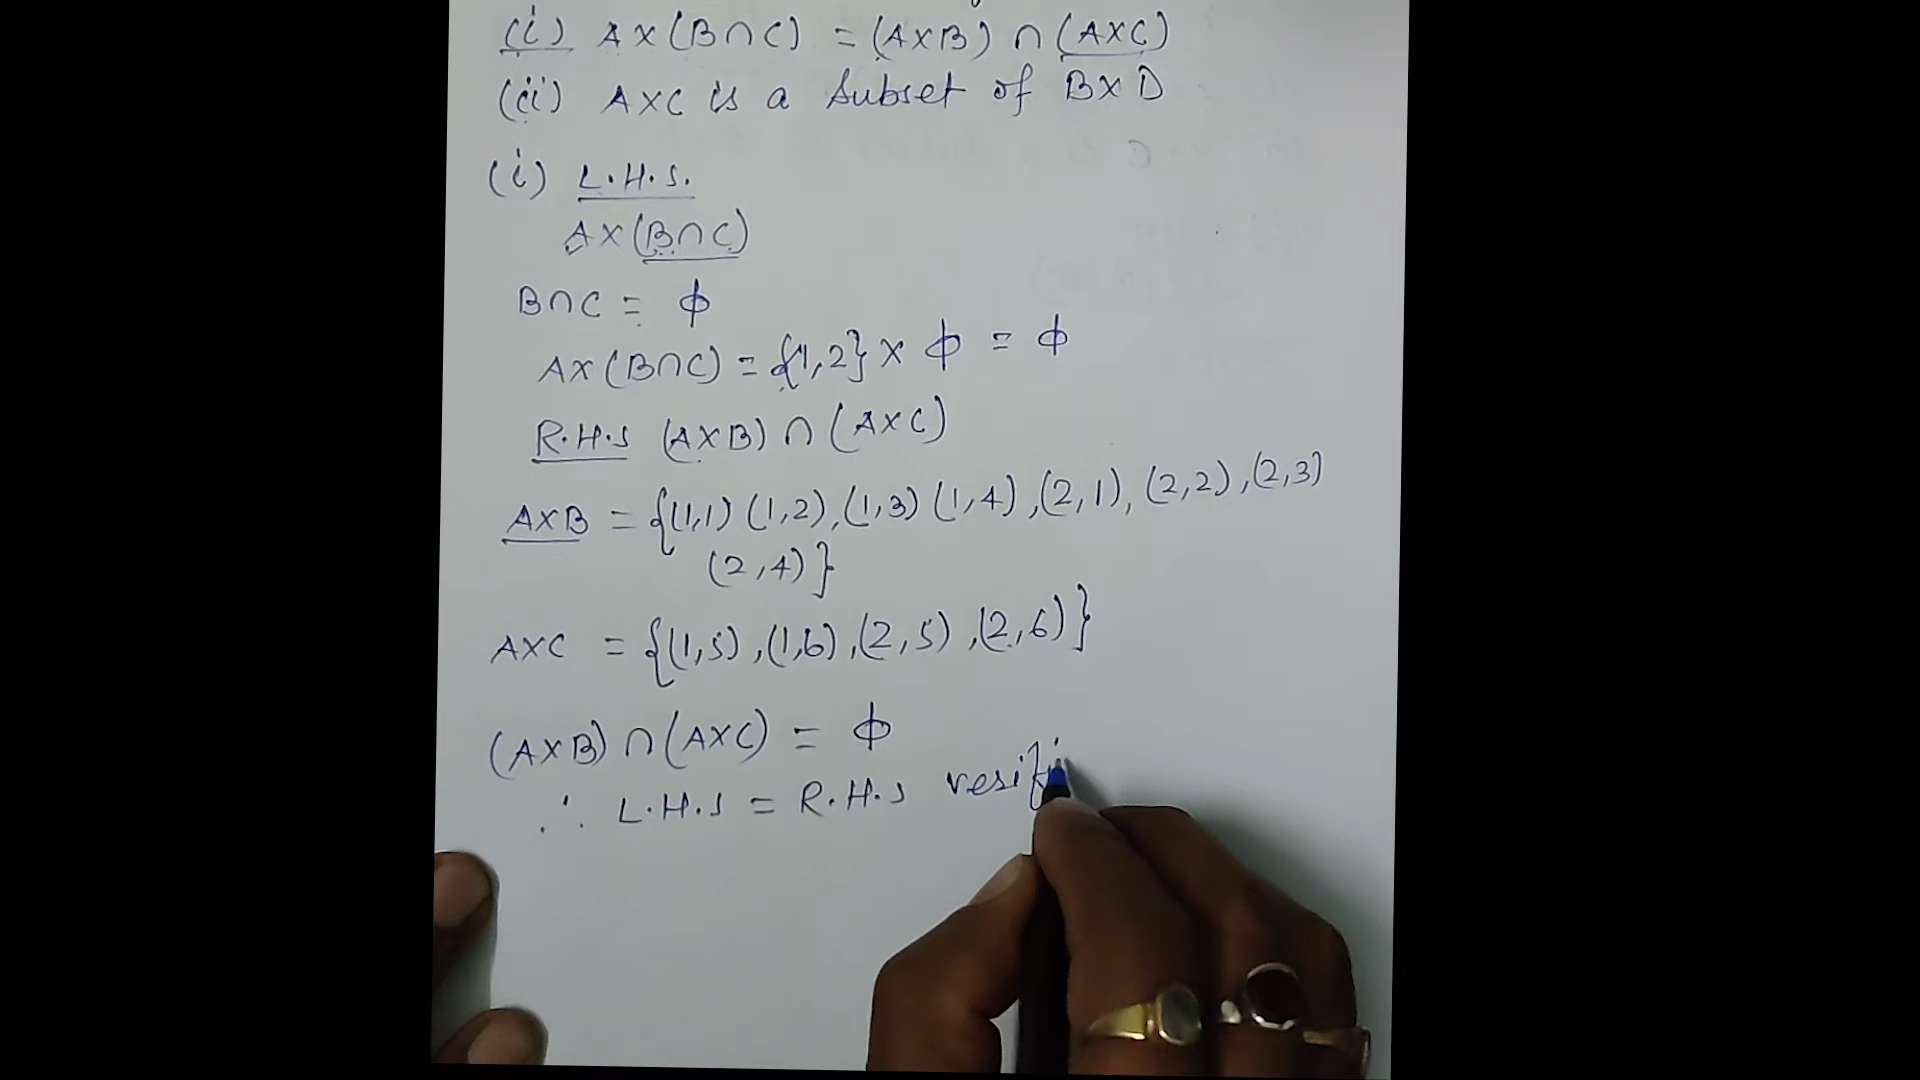 (i) A×(B∩C) = (A×B) ∩ (A×C)
(ii) A×C is a subset of B×D
(i) L.H.S.
A×(B∩C)
B∩C = ϕ
A×(B∩C) = {1,2} × ϕ = ϕ
R.H.S (A×B) ∩ (A×C)
A×B = {(1,1) (1,2), (1,3) (1,4), (2,1), (2,2), (2,3)
(2,4)}
A×C = {(1,5), (1,6), (2,5), (2,6)}
(A×B) ∩ (A×C) = ϕ
∴ L.H.S = R.H.S verifi